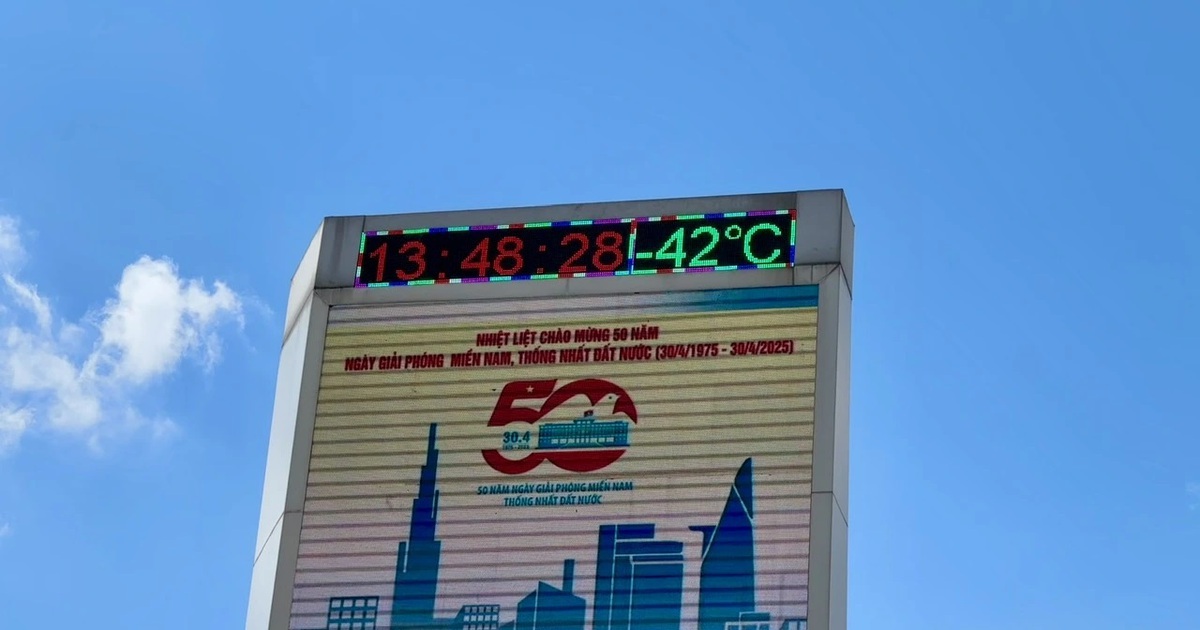 13:48:28 -42°C
NHIỆT LIỆT CHÀO MỪNG 50 NĂM
NGÀY GIẢI PHÓNG MIỀN NAM, THỐNG NHẤT ĐẤT NƯỚC (30/4/1975 - 30/4/2025)
50
30.4
50 NĂM NGÀY GIẢI PHÓNG MIỀN NAM
THỐNG NHẤT ĐẤT NƯỚC